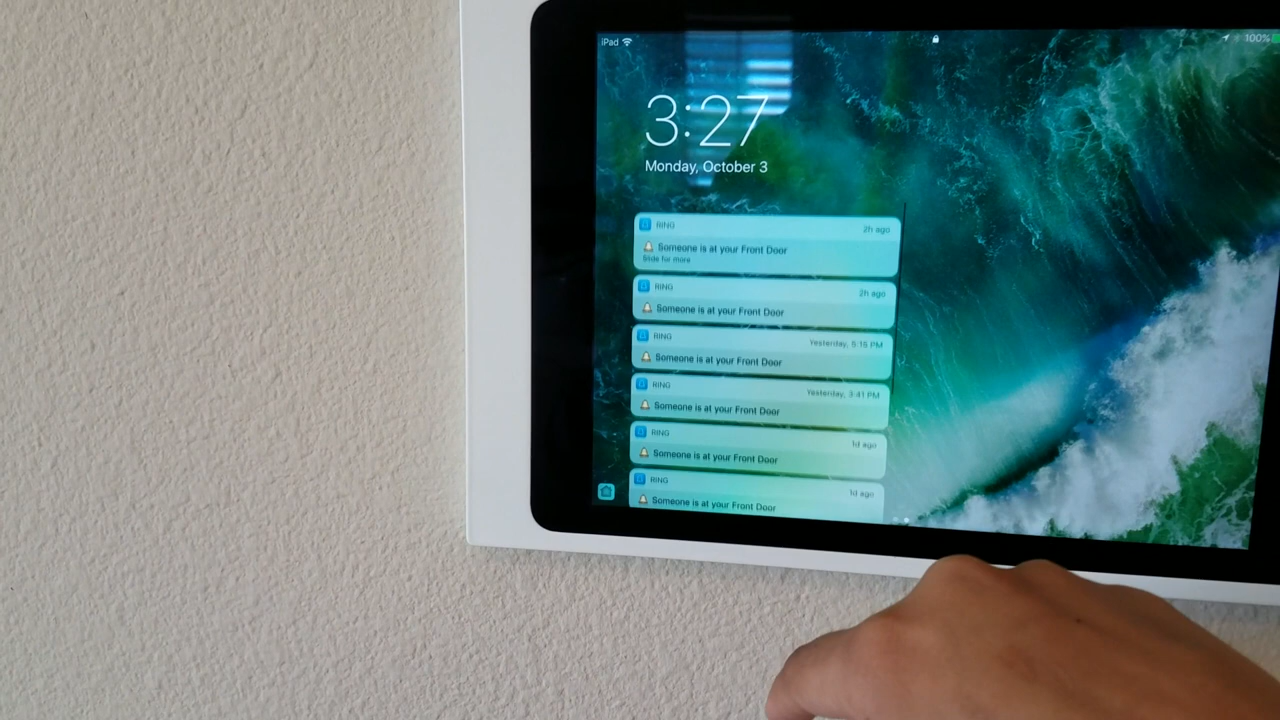 iPad
100%
3:27
Monday, October 3
RING 2h ago
Someone is at your Front Door
Slide for more
RING 2h ago
Someone is at your Front Door
RING Yesterday, 5:15 PM
Someone is at your Front Door
RING Yesterday, 3:41 PM
Someone is at your Front Door
RING 1d ago
Someone is at your Front Door
RING 1d ago
Someone is at your Front Door